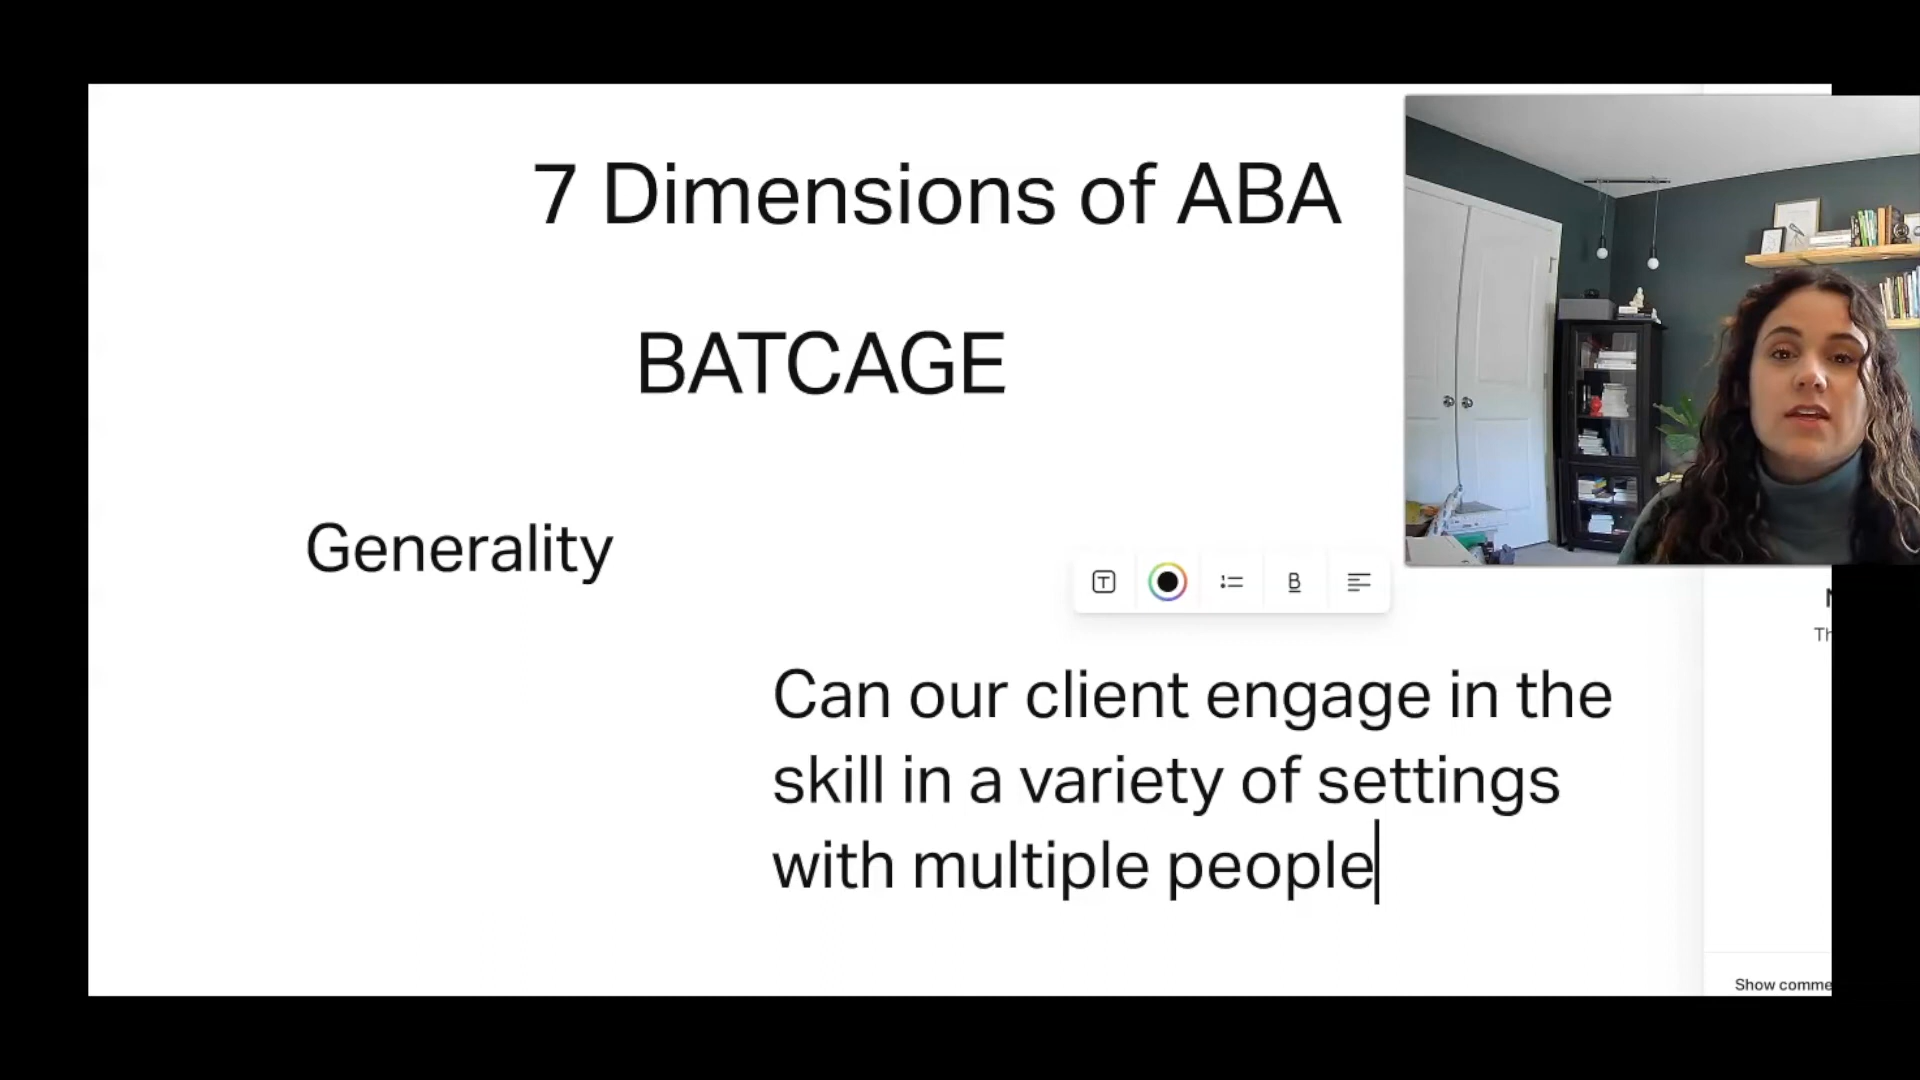 7 Dimensions of ABA
BATCAGE
Generality
Can our client engage in the
skill in a variety of settings
with multiple people
Th
Show comme